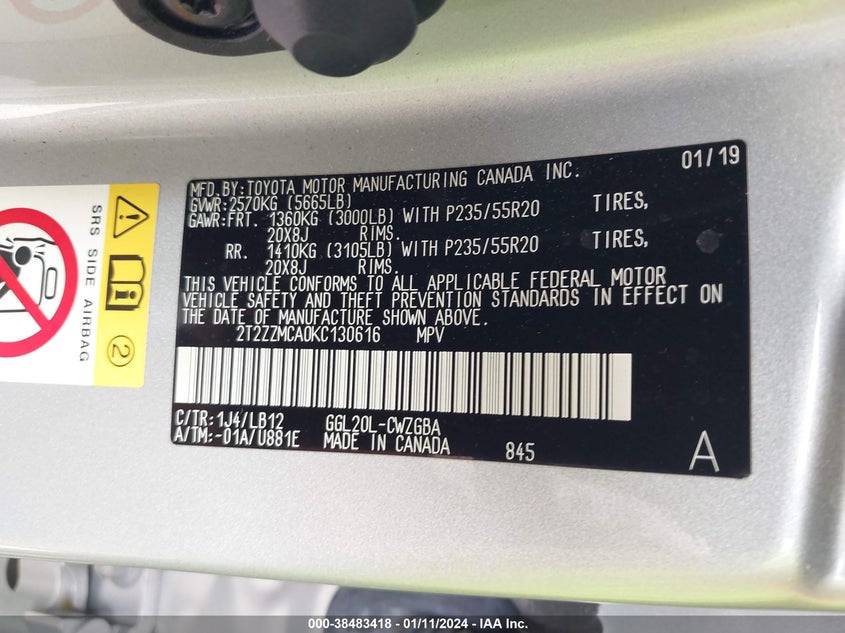 MFD.BY:TOYOTA MOTOR MANUFACTURING CANADA INC. 01/19
GVWR:2570KG (5665LB)
GAWR:FRT. 1360KG (3000LB) WITH P235/55R20 TIRES,
20X8J RIMS.
RR. 1410KG (3105LB) WITH P235/55R20 TIRES,
20X8J RIMS.
THIS VEHICLE CONFORMS TO ALL APPLICABLE FEDERAL MOTOR
VEHICLE SAFETY AND THEFT PREVENTION STANDARDS IN EFFECT ON
THE DATE OF MANUFACTURE SHOWN ABOVE.
2T2ZZMCA0KC130616 MPV
C/TR:1J4/LB12 GGL20L-CWZGBA
A/TM:-01A/U881E MADE IN CANADA 845 A
SRS SIDE AIRBAG
2
000-38483418 - 01/11/2024 - IAA Inc.